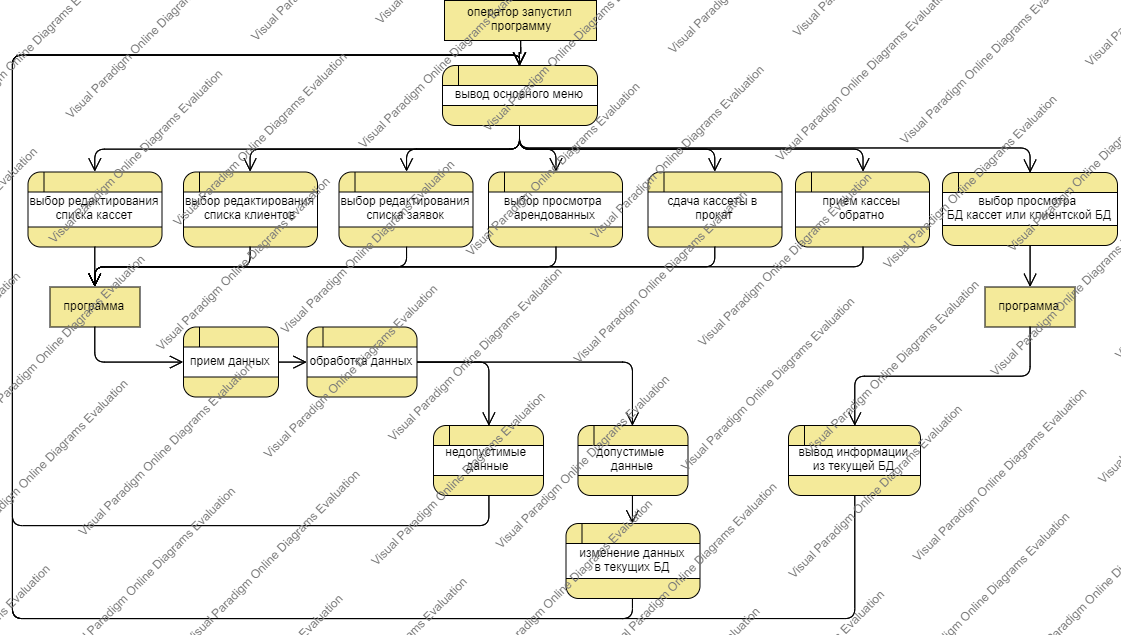 оператор запустил
программу
вывод основного меню
выбор редактирования
списка кассет
выбор редактирования
списка клиентов
выбор редактирования
списка заявок
выбор просмотра
арендованных
сдача кассеты в
прокат
прием кассеы
обратно
выбор просмотра
БД кассет или клиентской БД
программа
программа
прием данных
обработка данных
недопустимые
данные
допустимые
данные
вывод информации
из текущей БД
изменение данных
в текущих БД
Visual Paradigm Online Diagrams Evaluation